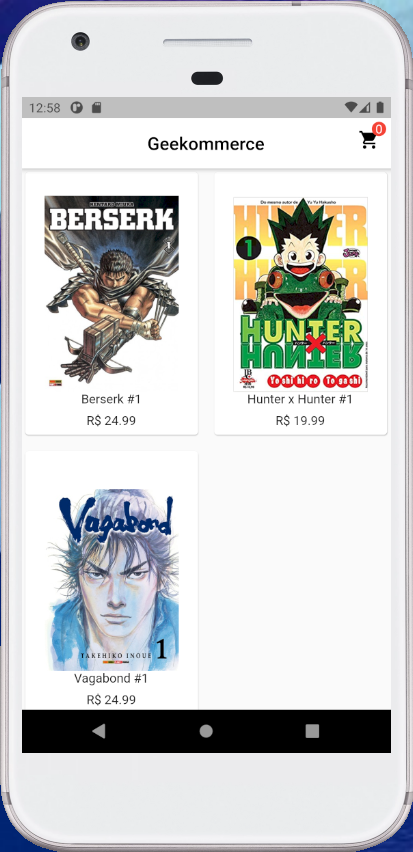 12:58
Geekommerce
0
KENTARO MIURA
BERSERK
1
Berserk #1
R$ 24.99
Do mesmo autor de Yu Yu Hakusho
HUNTER
HUNTER
1
HUNTER
HUNTER
Yoshihiro Togashi
Hunter x Hunter #1
R$ 19.99
Vagabond
TAKEHIKO INOUE
1
Vagabond #1
R$ 24.99